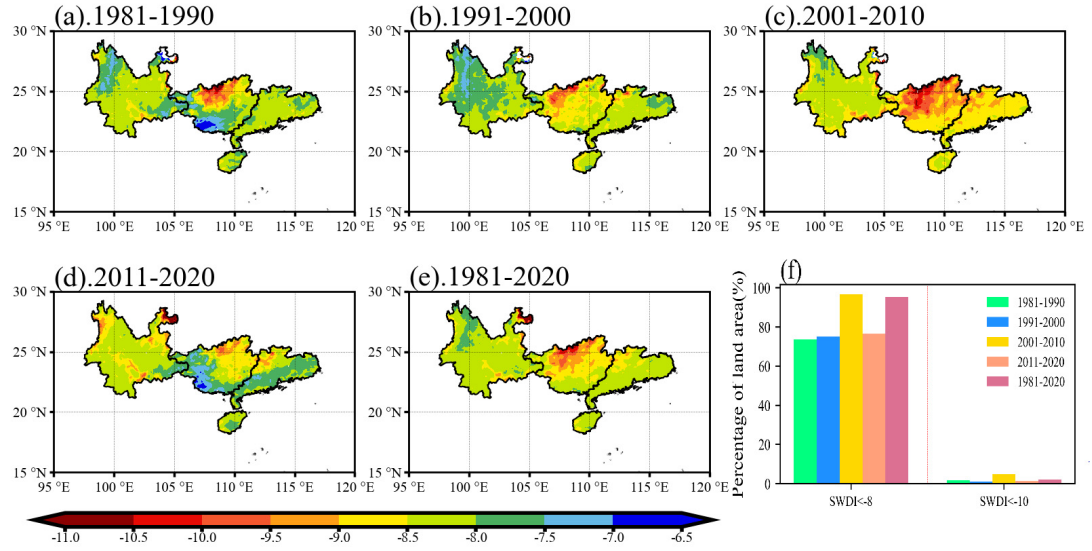 (a).1981-1990
30 °N
25 °N
20 °N
15 °N
95 °E 100 °E 105 °E 110 °E 115 °E 120 °E
(b).1991-2000
30 °N
25 °N
20 °N
15 °N
95 °E 100 °E 105 °E 110 °E 115 °E 120 °E
(c).2001-2010
30 °N
25 °N
20 °N
15 °N
95 °E 100 °E 105 °E 110 °E 115 °E 120 °E
(d).2011-2020
30 °N
25 °N
20 °N
15 °N
95 °E 100 °E 105 °E 110 °E 115 °E 120 °E
(e).1981-2020
30 °N
25 °N
20 °N
15 °N
95 °E 100 °E 105 °E 110 °E 115 °E 120 °E
(f)
Percentage of land area(%)
100
80
60
40
20
0
1981-1990
1991-2000
2001-2010
2011-2020
1981-2020
SWDI<-8 SWDI<-10
-11.0 -10.5 -10.0 -9.5 -9.0 -8.5 -8.0 -7.5 -7.0 -6.5